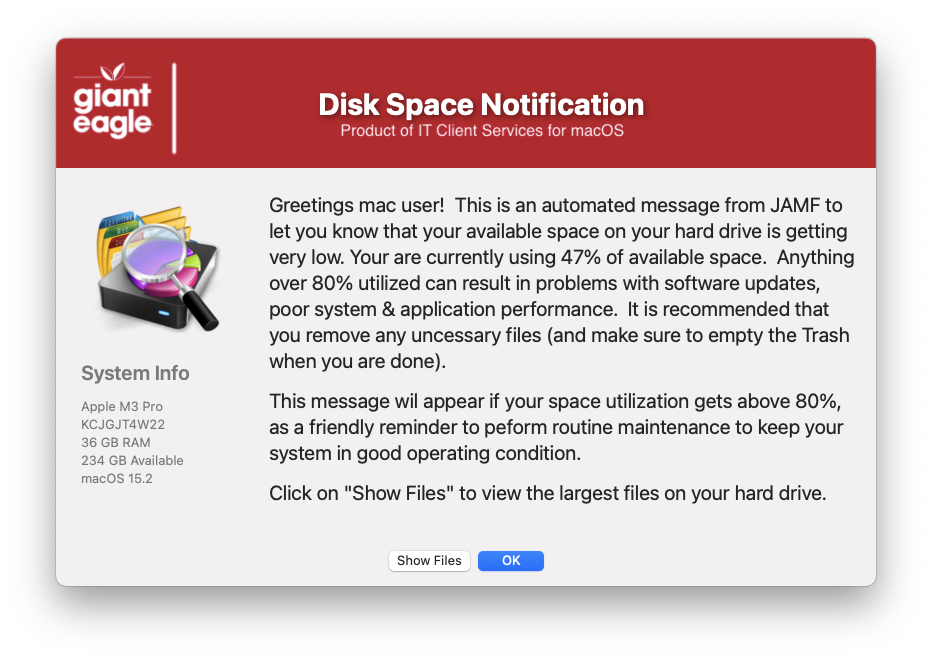 giant
eagle
Disk Space Notification
Product of IT Client Services for macOS
Greetings mac user!  This is an automated message from JAMF to
let you know that your available space on your hard drive is getting
very low. Your are currently using 47% of available space.  Anything
over 80% utilized can result in problems with software updates,
poor system & application performance.  It is recommended that
you remove any uncessary files (and make sure to empty the Trash
when you are done).
This message wil appear if your space utilization gets above 80%,
as a friendly reminder to peform routine maintenance to keep your
system in good operating condition.
Click on "Show Files" to view the largest files on your hard drive.
System Info
Apple M3 Pro
KCJGJT4W22
36 GB RAM
234 GB Available
macOS 15.2
Show Files
OK